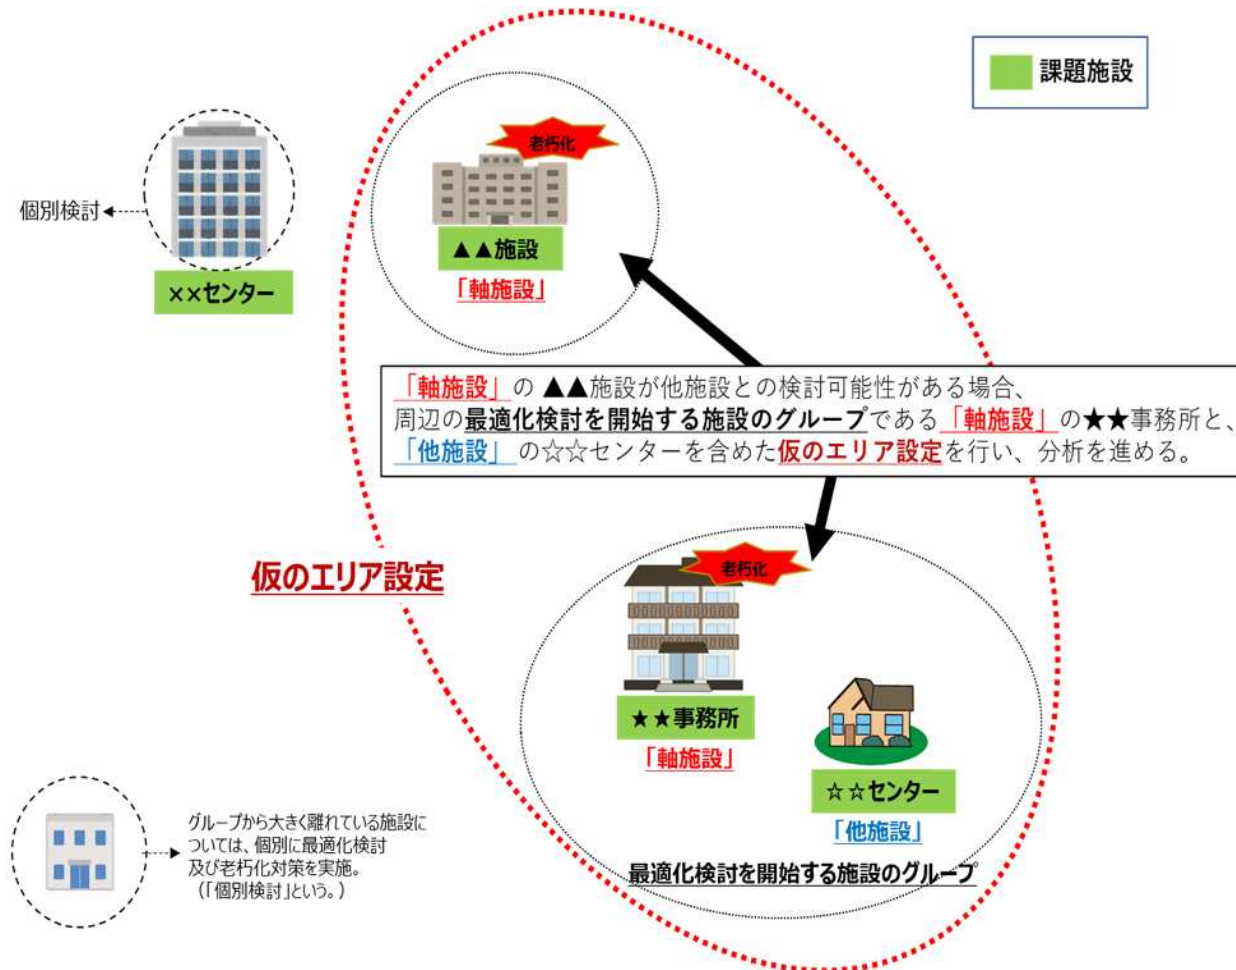 課題施設
老朽化
▲▲施設
「軸施設」
個別検討
××センター
「軸施設」の ▲▲施設が他施設との検討可能性がある場合、
周辺の最適化検討を開始する施設のグループである「軸施設」の★★事務所と、
「他施設」の☆☆センターを含めた仮のエリア設定を行い、分析を進める。
仮のエリア設定
老朽化
★★事務所
「軸施設」
☆☆センター
「他施設」
最適化検討を開始する施設のグループ
グループから大きく離れている施設に
ついては、個別に最適化検討
及び老朽化対策を実施。
（「個別検討」という。）